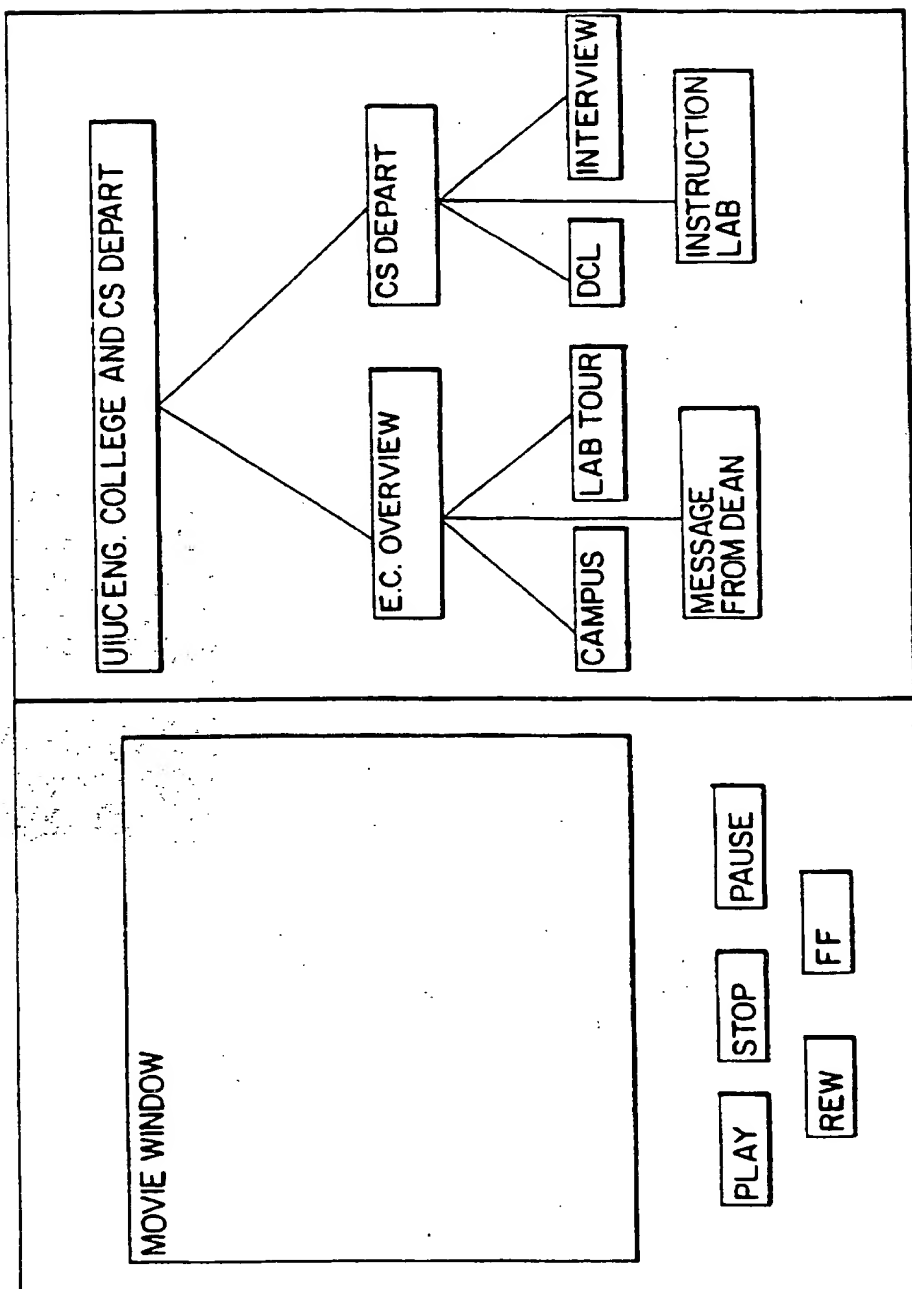 MOVIE WINDOW
PLAY
STOP
PAUSE
REW
FF
UIUC ENG. COLLEGE AND CS DEPART
E.C. OVERVIEW
CS DEPART
CAMPUS
LAB TOUR
DCL
INTERVIEW
MESSAGE
FROM DEAN
INSTRUCTION
LAB